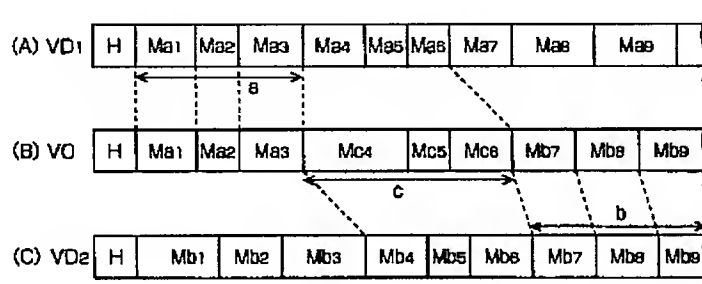 (A) VD1 H Ma1 Ma2 Ma3 Ma4 Ma5 Ma6 Ma7 Ma8 Ma9
a
(B) VO H Ma1 Ma2 Ma3 Mc4 Mc5 Mc6 Mb7 Mb8 Mb9
c
b
(C) VD2 H Mb1 Mb2 Mb3 Mb4 Mb5 Mb6 Mb7 Mb8 Mb9